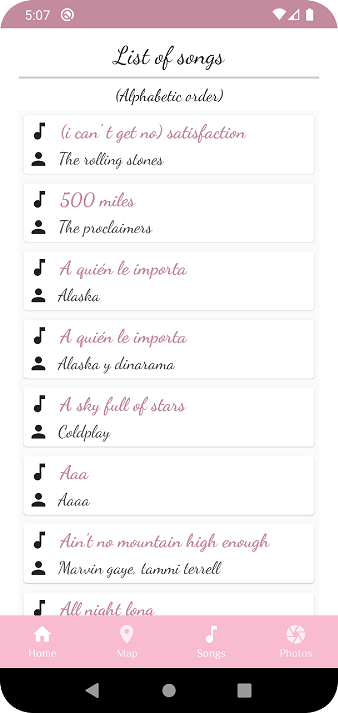 5:07
List of songs
(Alphabetic order)
(i can't get no) satisfaction
The rolling stones
500 miles
The proclaimers
A quién le importa
Alaska
A quién le importa
Alaska y dinarama
A sky full of stars
Coldplay
Aaa
Aaaa
Ain't no mountain high enough
Marvin gaye, tammi terrell
All night long
Home Map Songs Photos